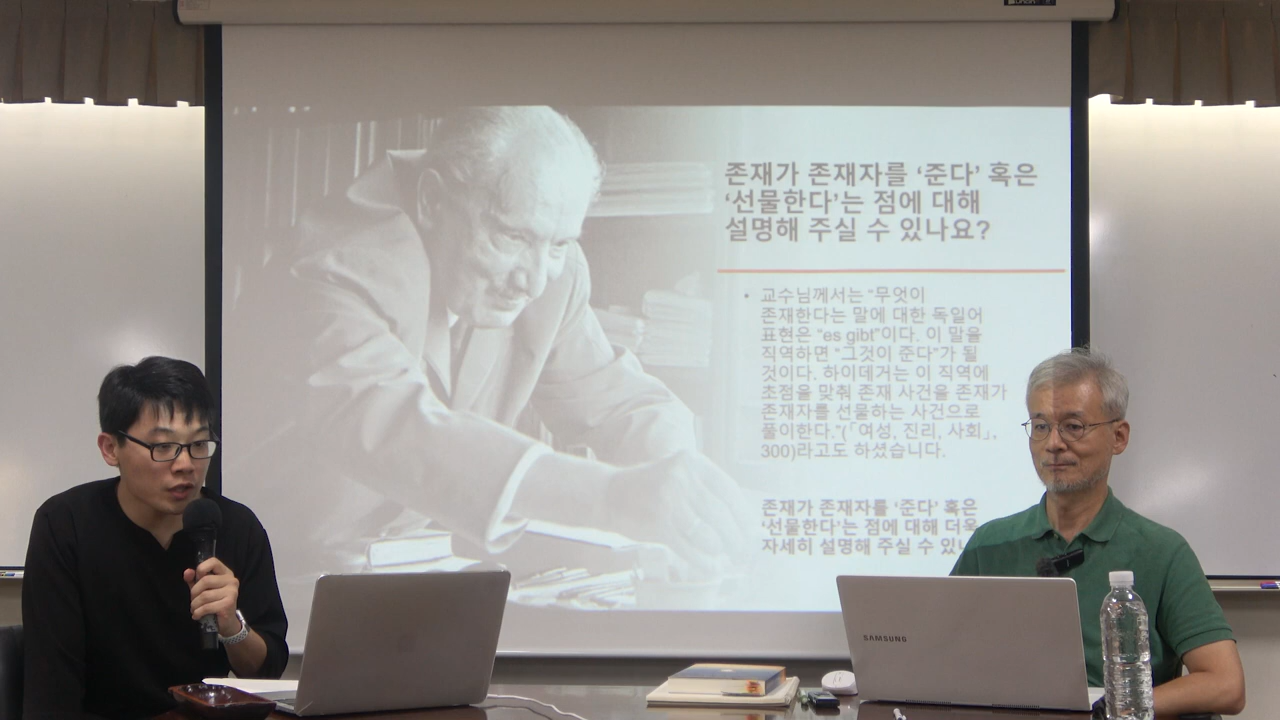 존재가 존재자를 ‘준다’ 혹은
‘선물한다’는 점에 대해
설명해 주실 수 있나요?
• 교수님께서는 “무엇이
존재한다는 말에 대한 독일어
표현은 “es gibt”이다. 이 말을
직역하면 “그것이 준다”가 될
것이다. 하이데거는 이 직역에
초점을 맞춰 존재 사건을 존재가
존재자를 선물하는 사건으로
풀이한다.”(「여성, 진리, 사회」,
300)라고도 하셨습니다.
존재가 존재자를 ‘준다’ 혹은
‘선물한다’는 점에 대해 더욱
자세히 설명해 주실 수 있
SAMSUNG